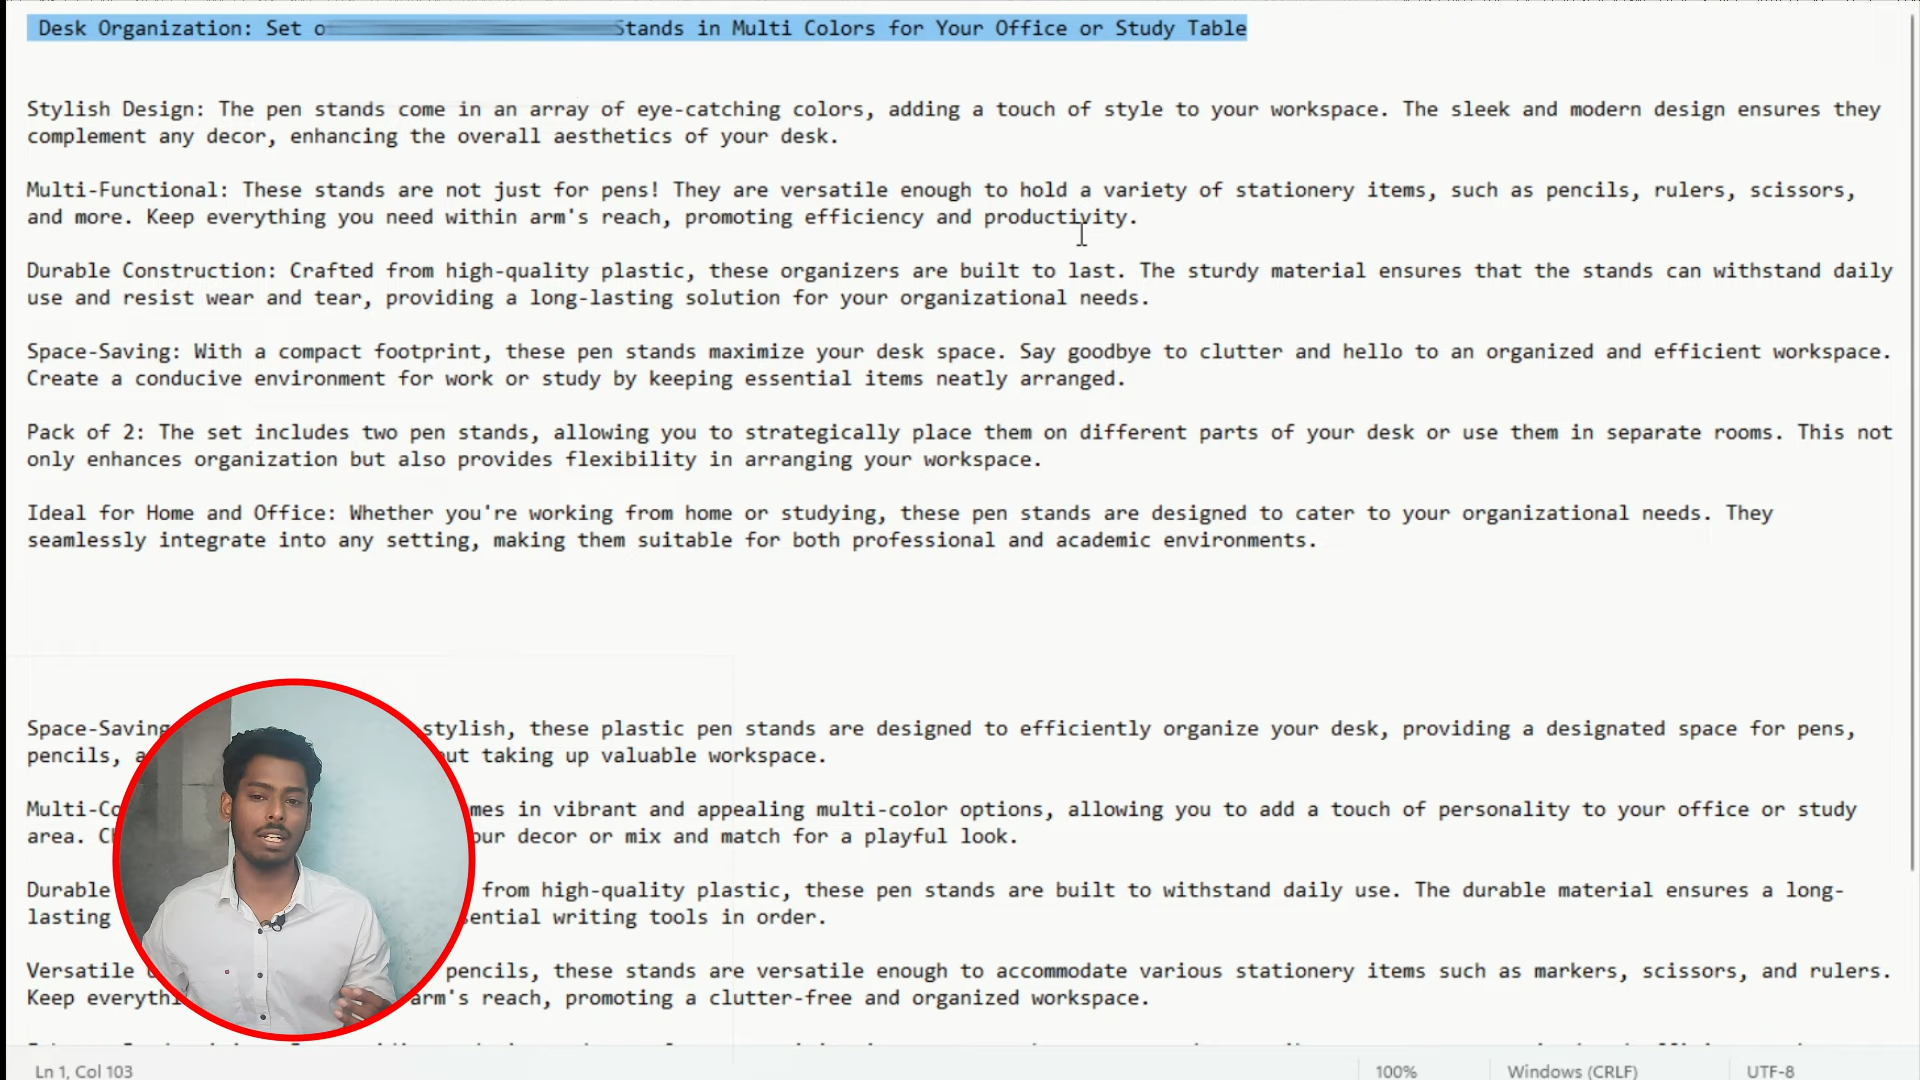 Desk Organization: Set o Stands in Multi Colors for Your Office or Study Table
Stylish Design: The pen stands come in an array of eye-catching colors, adding a touch of style to your workspace. The sleek and modern design ensures they
complement any decor, enhancing the overall aesthetics of your desk.
Multi-Functional: These stands are not just for pens! They are versatile enough to hold a variety of stationery items, such as pencils, rulers, scissors,
and more. Keep everything you need within arm's reach, promoting efficiency and productivity.
Durable Construction: Crafted from high-quality plastic, these organizers are built to last. The sturdy material ensures that the stands can withstand daily
use and resist wear and tear, providing a long-lasting solution for your organizational needs.
Space-Saving: With a compact footprint, these pen stands maximize your desk space. Say goodbye to clutter and hello to an organized and efficient workspace.
Create a conducive environment for work or study by keeping essential items neatly arranged.
Pack of 2: The set includes two pen stands, allowing you to strategically place them on different parts of your desk or use them in separate rooms. This not
only enhances organization but also provides flexibility in arranging your workspace.
Ideal for Home and Office: Whether you're working from home or studying, these pen stands are designed to cater to your organizational needs. They
seamlessly integrate into any setting, making them suitable for both professional and academic environments.
Space-Saving stylish, these plastic pen stands are designed to efficiently organize your desk, providing a designated space for pens,
pencils, taking up valuable workspace.
in vibrant and appealing multi-color options, allowing you to add a touch of personality to your office or study
area. decor or mix and match for a playful look.
Durable from high-quality plastic, these pen stands are built to withstand daily use. The durable material ensures a long-
lasting writing tools in order.
Versatile pencils, these stands are versatile enough to accommodate various stationery items such as markers, scissors, and rulers.
Keep arm's reach, promoting a clutter-free and organized workspace.
Ln 1, Col 103
100%
Windows (CRLF)
UTF-8